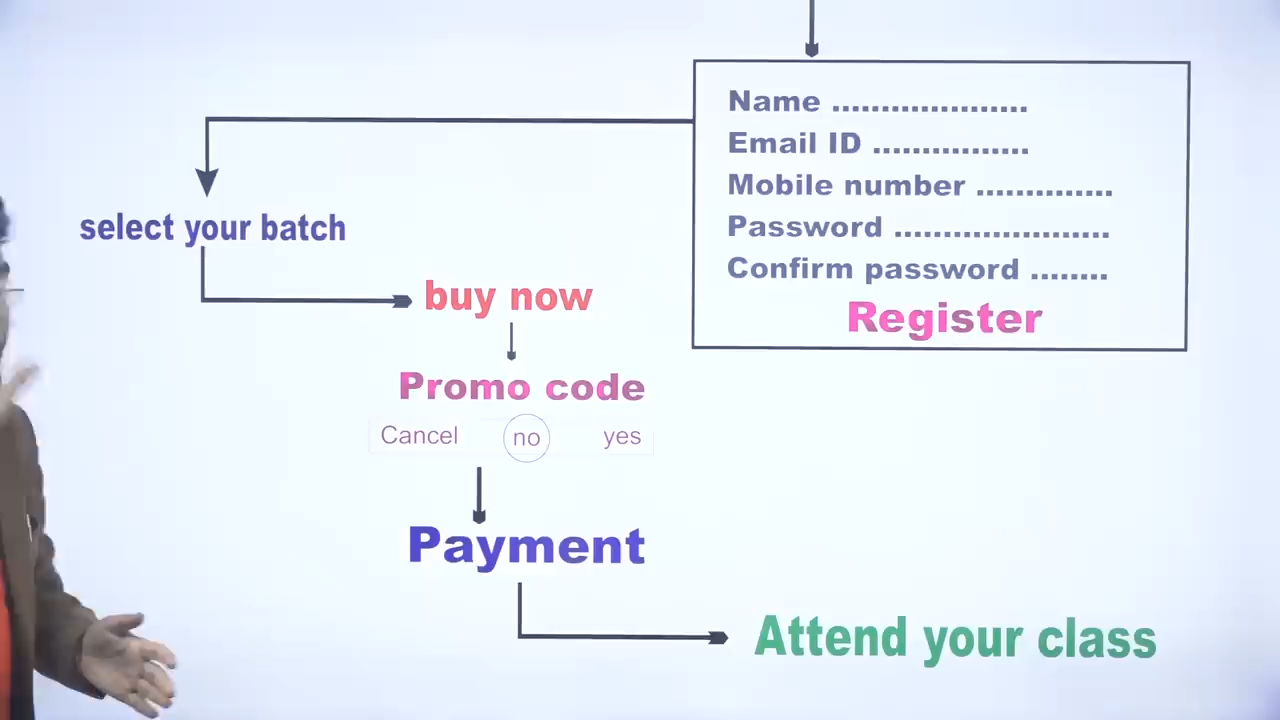 Name ....................
Email ID ................
Mobile number ..............
Password ......................
Confirm password ........
Register
select your batch
buy now
Promo code
Cancel no yes
Payment
Attend your class